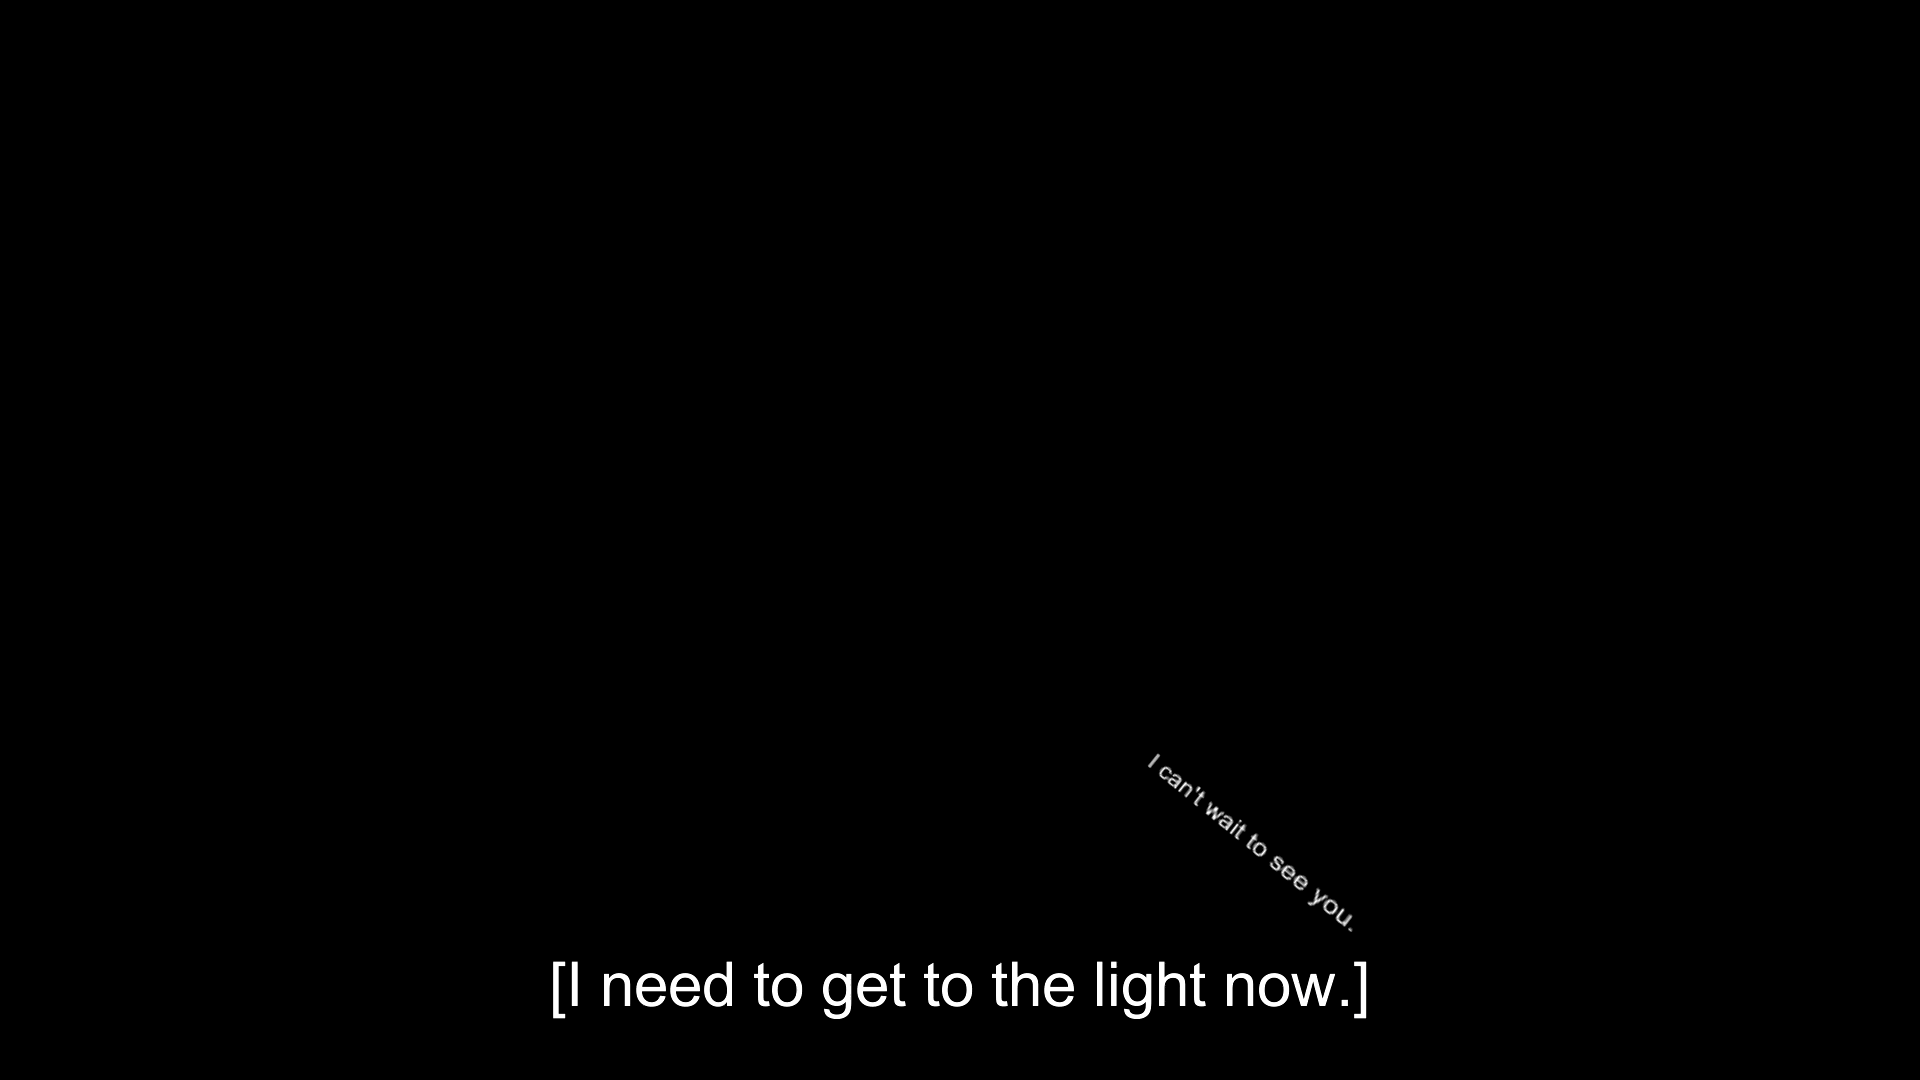 I can't wait to see you.
[I need to get to the light now.]